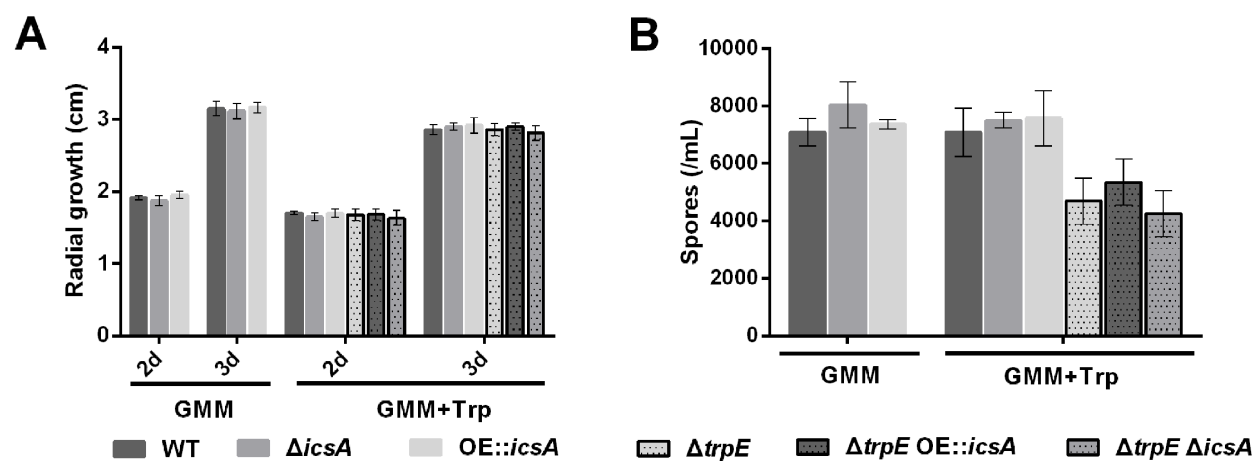 A
Radial growth (cm)
4
3
2
1
0
2d 3d 2d 3d
GMM GMM+Trp
B
Spores (/mL)
10000
8000
6000
4000
2000
0
GMM GMM+Trp
WT ΔicsA OE::icsA ΔtrpE ΔtrpE OE::icsA ΔtrpE ΔicsA